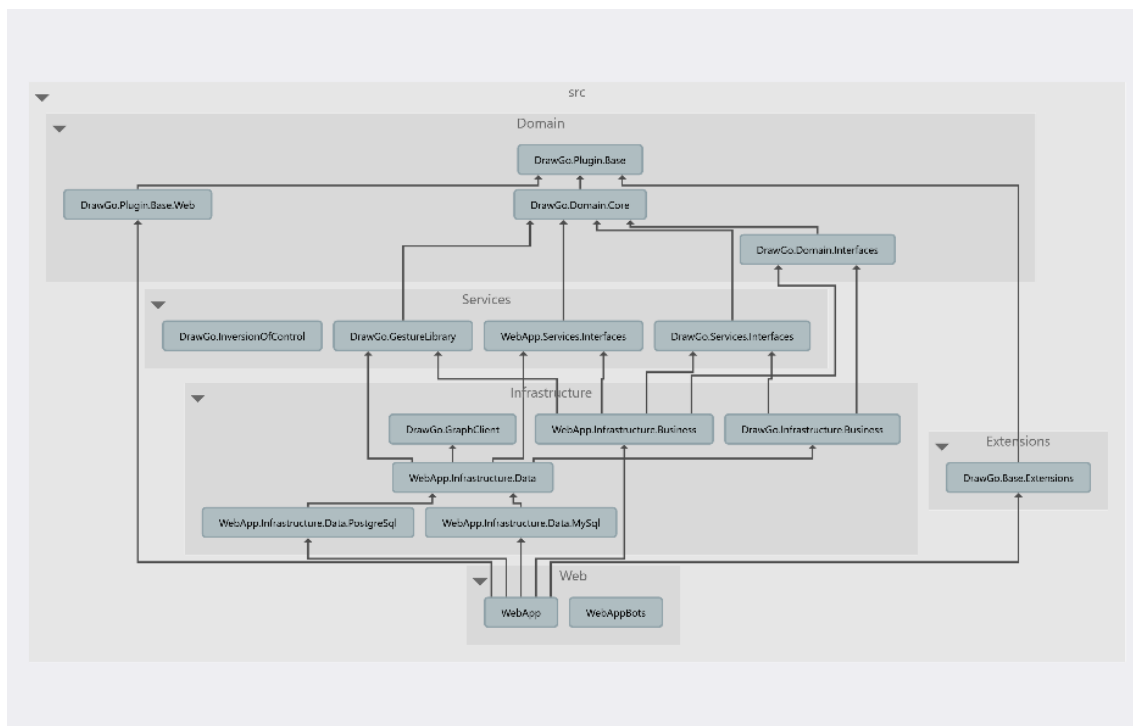 src
Domain
DrawGo.Plugin.Base
DrawGo.Plugin.Base.Web
DrawGo.Domain.Core
DrawGo.Domain.Interfaces
Services
DrawGo.InversionOfControl
DrawGo.GestureLibrary
WebApp.Services.Interfaces
DrawGo.Services.Interfaces
Infrastructure
DrawGo.GraphClient
WebApp.Infrastructure.Business
DrawGo.Infrastructure.Business
Extensions
WebApp.Infrastructure.Data
DrawGo.Base.Extensions
WebApp.Infrastructure.Data.PostgreSql
WebApp.Infrastructure.Data.MySql
Web
WebApp
WebAppBots